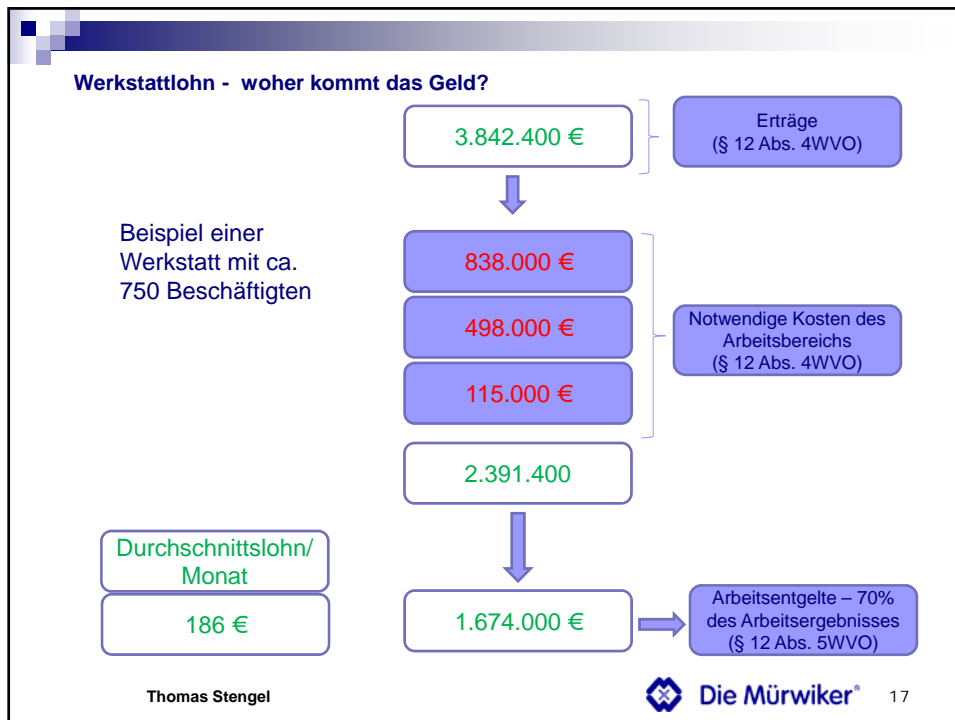 Werkstattlohn - woher kommt das Geld?
3.842.400 €
Erträge
(§ 12 Abs. 4WVO)
Beispiel einer
Werkstatt mit ca.
750 Beschäftigten
838.000 €
498.000 €
115.000 €
Notwendige Kosten des
Arbeitsbereichs
(§ 12 Abs. 4WVO)
2.391.400
Durchschnittslohn/
Monat
186 €
1.674.000 €
Arbeitsentgelte – 70%
des Arbeitsergebnisses
(§ 12 Abs. 5WVO)
Thomas Stengel
Die Mürwiker®
17